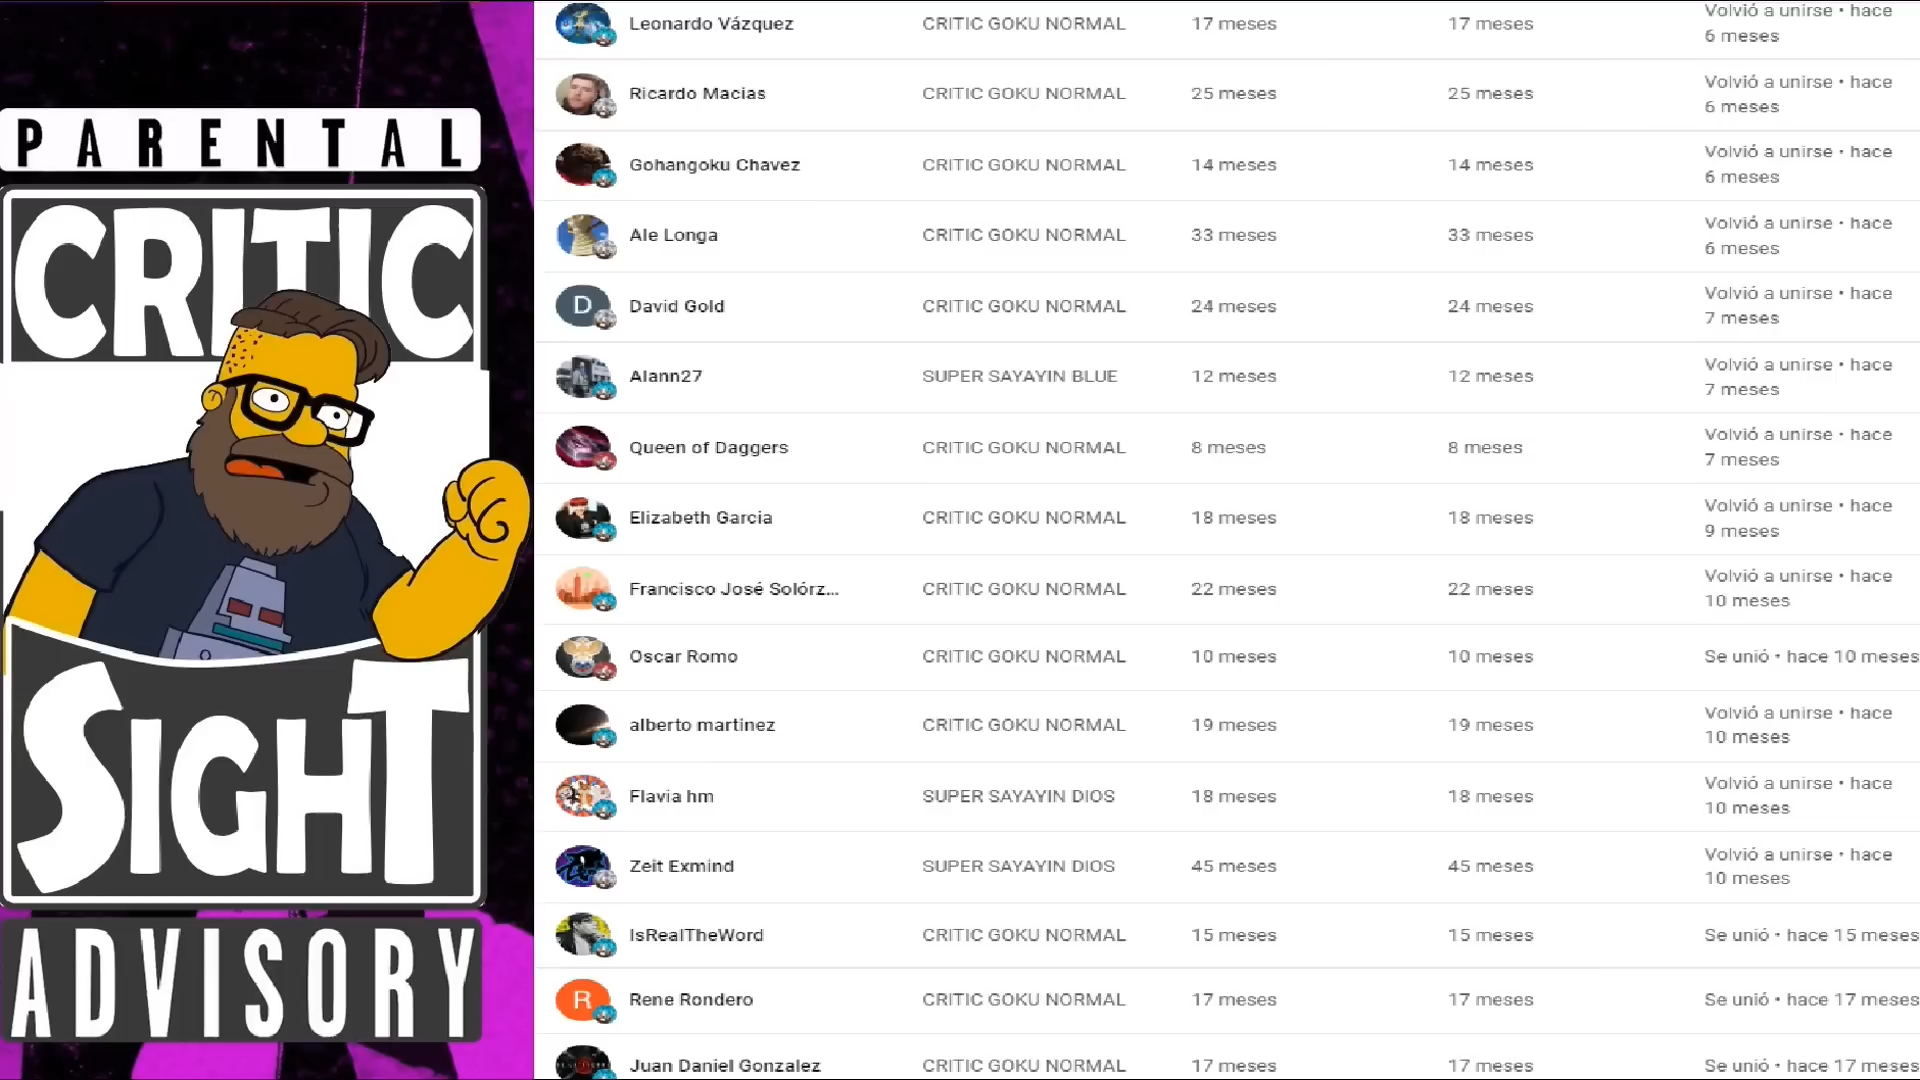 PARENTAL
CRITIC
SIGHT
ADVISORY
Leonardo Vázquez CRITIC GOKU NORMAL 17 meses 17 meses Volvió a unirse • hace
6 meses
Ricardo Macias CRITIC GOKU NORMAL 25 meses 25 meses Volvió a unirse • hace
6 meses
Gohangoku Chavez CRITIC GOKU NORMAL 14 meses 14 meses Volvió a unirse • hace
6 meses
Ale Longa CRITIC GOKU NORMAL 33 meses 33 meses Volvió a unirse • hace
6 meses
D David Gold CRITIC GOKU NORMAL 24 meses 24 meses Volvió a unirse • hace
7 meses
Alann27 SUPER SAYAYIN BLUE 12 meses 12 meses Volvió a unirse • hace
7 meses
Queen of Daggers CRITIC GOKU NORMAL 8 meses 8 meses Volvió a unirse • hace
7 meses
Elizabeth Garcia CRITIC GOKU NORMAL 18 meses 18 meses Volvió a unirse • hace
9 meses
Francisco José Solórz... CRITIC GOKU NORMAL 22 meses 22 meses Volvió a unirse • hace
10 meses
Oscar Romo CRITIC GOKU NORMAL 10 meses 10 meses Se unió • hace 10 meses
alberto martinez CRITIC GOKU NORMAL 19 meses 19 meses Volvió a unirse • hace
10 meses
Flavia hm SUPER SAYAYIN DIOS 18 meses 18 meses Volvió a unirse • hace
10 meses
Zeit Exmind SUPER SAYAYIN DIOS 45 meses 45 meses Volvió a unirse • hace
10 meses
IsRealTheWord CRITIC GOKU NORMAL 15 meses 15 meses Se unió • hace 15 meses
R Rene Rondero CRITIC GOKU NORMAL 17 meses 17 meses Se unió • hace 17 meses
Juan Daniel Gonzalez CRITIC GOKU NORMAL 17 meses 17 meses Se unió • hace 17 meses